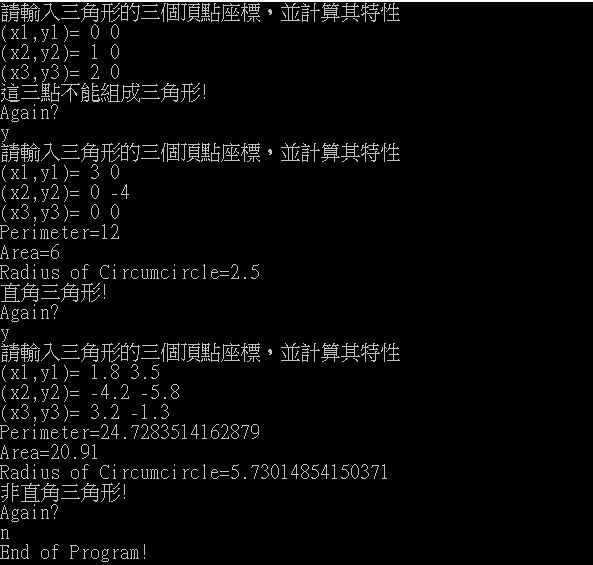 請輸入三角形的三個頂點座標，並計算其特性
(x1,y1)= 0 0
(x2,y2)= 1 0
(x3,y3)= 2 0
這三點不能組成三角形!
Again?
y
請輸入三角形的三個頂點座標，並計算其特性
(x1,y1)= 3 0
(x2,y2)= 0 -4
(x3,y3)= 0 0
Perimeter=12
Area=6
Radius of Circumcircle=2.5
直角三角形!
Again?
y
請輸入三角形的三個頂點座標，並計算其特性
(x1,y1)= 1.8 3.5
(x2,y2)= -4.2 -5.8
(x3,y3)= 3.2 -1.3
Perimeter=24.7283514162879
Area=20.91
Radius of Circumcircle=5.73014854150371
非直角三角形!
Again?
n
End of Program!